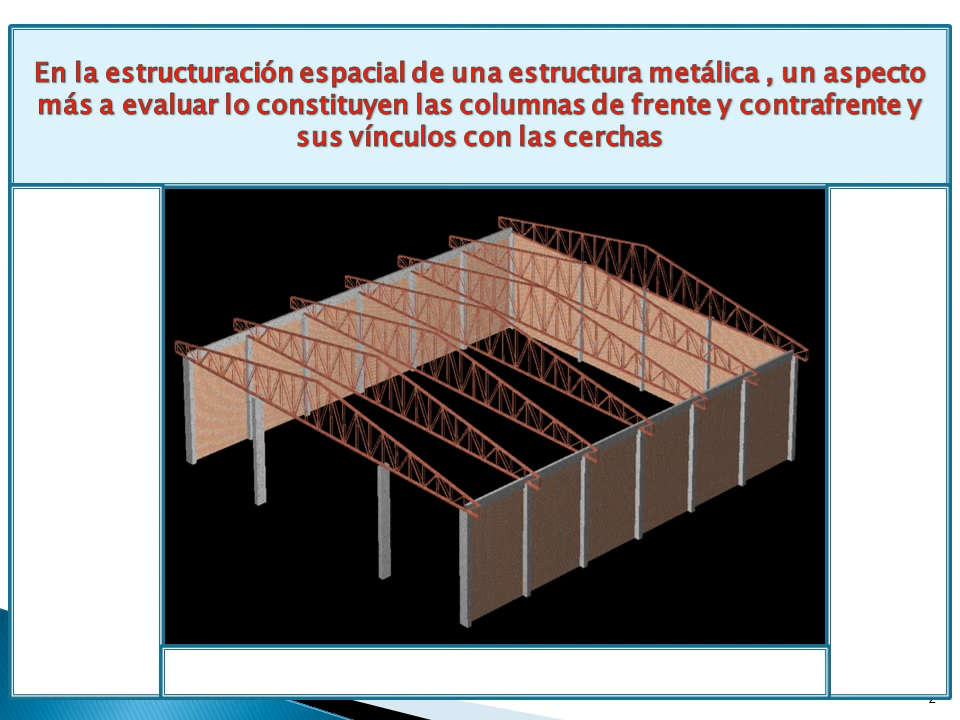 En la estructuración espacial de una estructura metálica , un aspecto
más a evaluar lo constituyen las columnas de frente y contrafrente y
sus vínculos con las cerchas
2